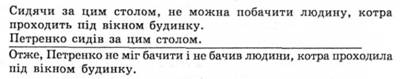 Сидячи за цим столом, не можна побачити людину, котра
проходить під вікном будинку.
Петренко сидів за цим столом.
Отже, Петренко не міг бачити і не бачив людини, котра проходила
під вікном будинку.